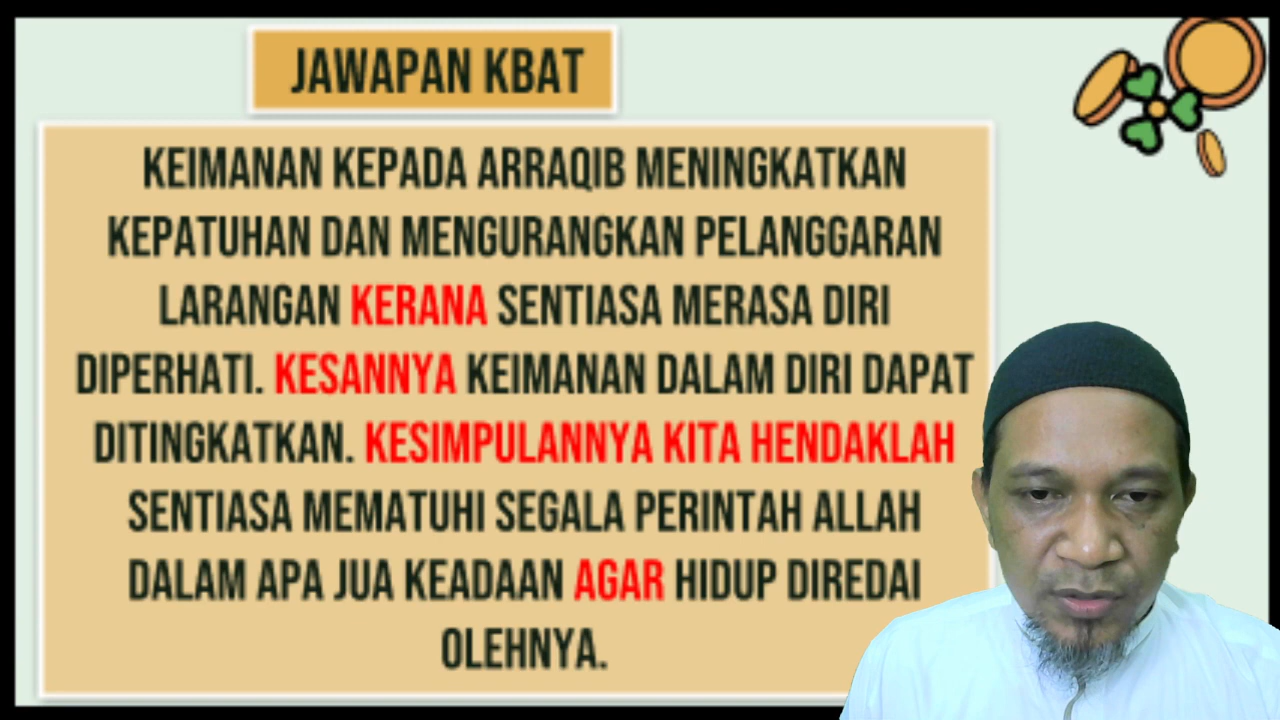 JAWAPAN KBAT
KEIMANAN KEPADA ARRAQIB MENINGKATKAN
KEPATUHAN DAN MENGURANGKAN PELANGGARAN
LARANGAN KERANA SENTIASA MERASA DIRI
DIPERHATI. KESANNYA KEIMANAN DALAM DIRI DAPAT
DITINGKATKAN. KESIMPULANNYA KITA HENDAKLAH
SENTIASA MEMATUHI SEGALA PERINTAH ALLAH
DALAM APA JUA KEADAAN AGAR HIDUP DIREDAI
OLEHNYA.